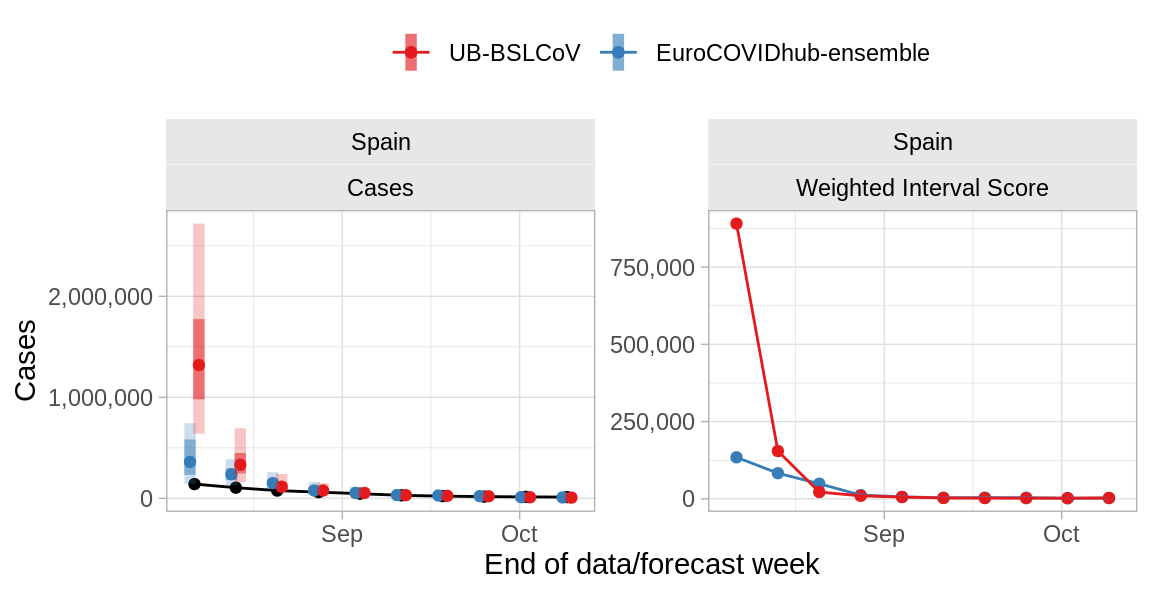 UB-BSLCoV EuroCOVIDhub-ensemble
Spain
Cases
Cases
2,000,000
1,000,000
0
Sep Oct
Spain
Weighted Interval Score
750,000
500,000
250,000
0
Sep Oct
End of data/forecast week